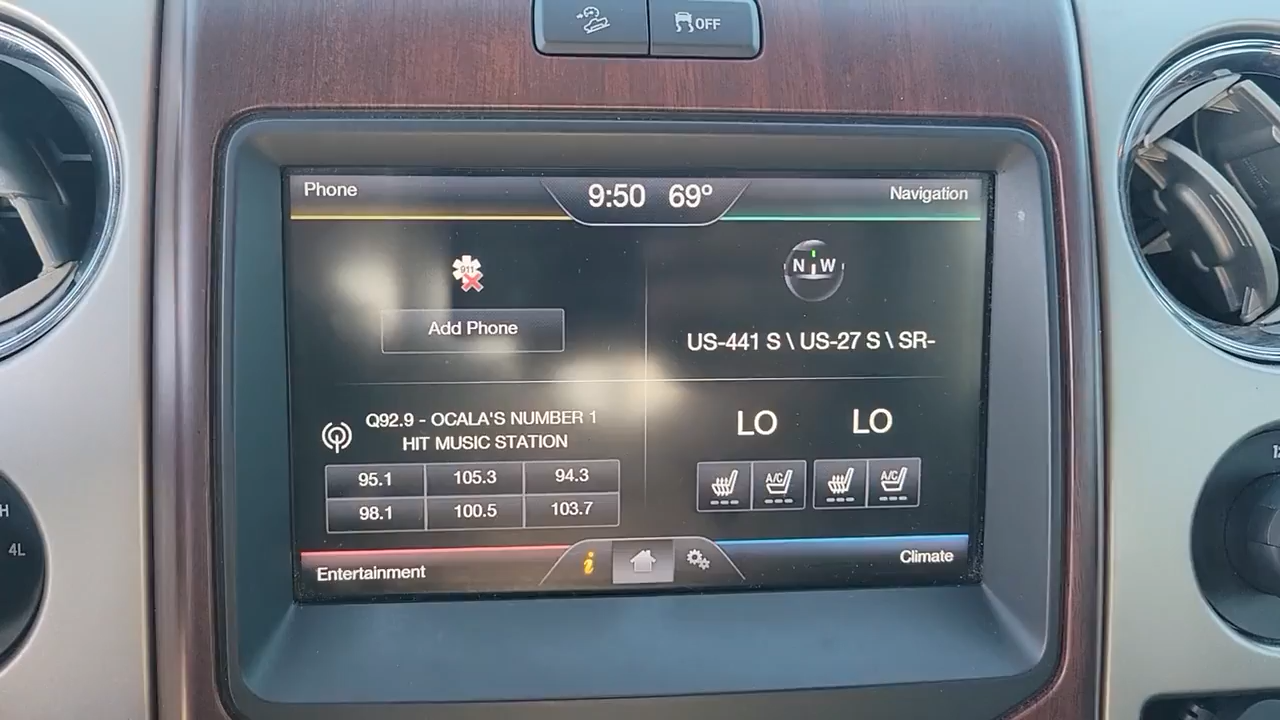 OFF
Phone
9:50 69°
Navigation
911
N W
Add Phone
US-441 S \ US-27 S \ SR-
Q92.9 - OCALA'S NUMBER 1
HIT MUSIC STATION
LO LO
95.1 105.3 94.3
A/C A/C
98.1 100.5 103.7
Entertainment
i
Climate
H
4L